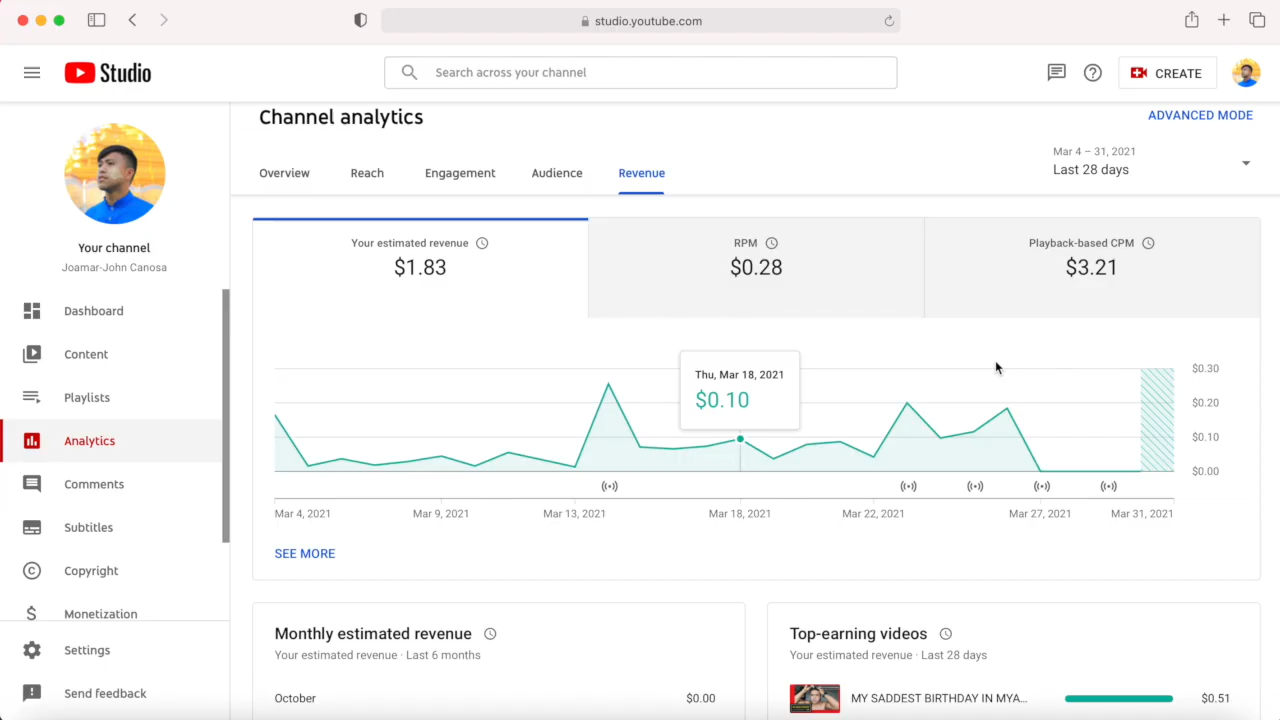 studio.youtube.com
Studio
Search across your channel
CREATE
Channel analytics
ADVANCED MODE
Mar 4 – 31, 2021
Last 28 days
Overview
Reach
Engagement
Audience
Revenue
Your channel
Joamar-John Canosa
Dashboard
Content
Playlists
Analytics
Comments
Subtitles
Copyright
Monetization
Settings
Send feedback
Your estimated revenue
$1.83
RPM
$0.28
Playback-based CPM
$3.21
Thu, Mar 18, 2021
$0.10
$0.30
$0.20
$0.10
$0.00
Mar 4, 2021
Mar 9, 2021
Mar 13, 2021
Mar 18, 2021
Mar 22, 2021
Mar 27, 2021
Mar 31, 2021
SEE MORE
Monthly estimated revenue
Your estimated revenue · Last 6 months
October $0.00
Top-earning videos
Your estimated revenue · Last 28 days
MY SADDEST BIRTHDAY IN MYA... $0.51